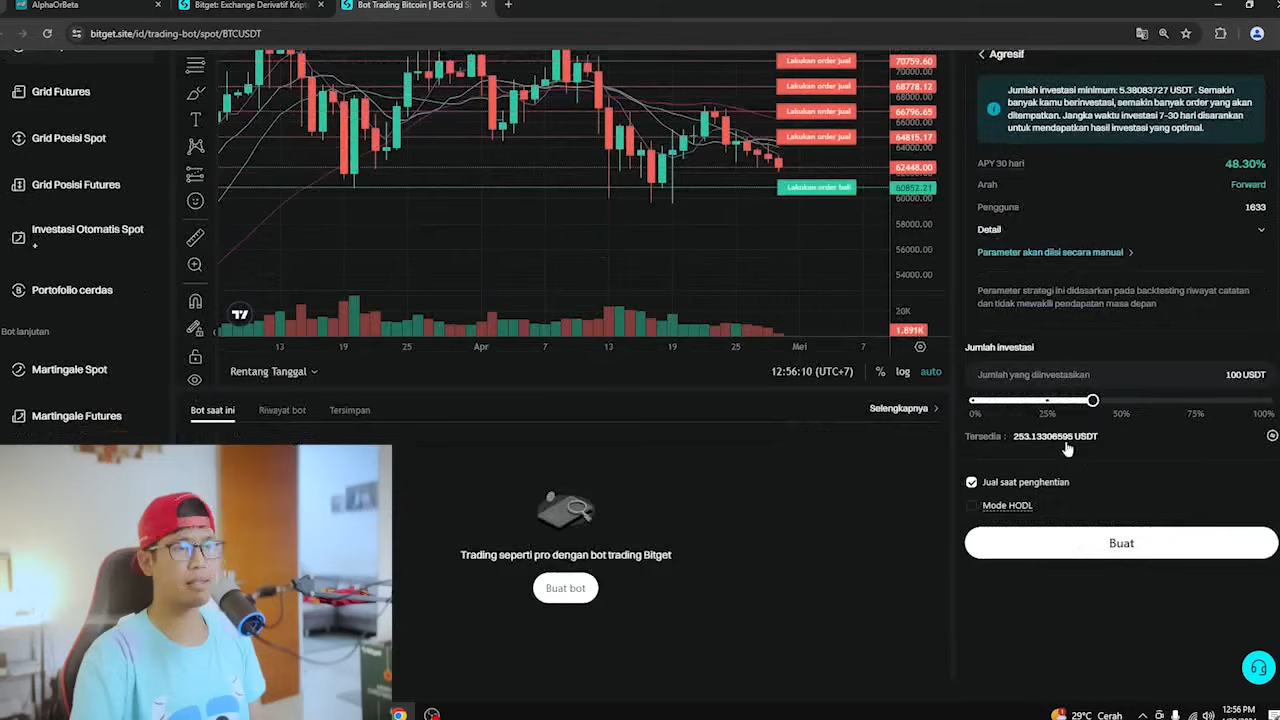 AlphaOrBeta
Bitget: Exchange Derivatif Kript
Bot Trading Bitcoin | Bot Grid S
bitget.site/id/trading-bot/spot/BTCUSDT
Grid Futures
Grid Posisi Spot
Grid Posisi Futures
Investasi Otomatis Spot
+
Portofolio cerdas
Bot lanjutan
Martingale Spot
Martingale Futures
Lakukan order jual
70759.60
70000.00
Lakukan order jual
68778.12
68000.00
Lakukan order jual
66796.65
66000.00
Lakukan order jual
64815.17
64000.00
62448.00
Lakukan order beli
60852.21
60000.00
58000.00
56000.00
54000.00
20K
1.891K
13
19
25
Apr
7
13
19
25
Mei
7
Rentang Tanggal
12:56:10 (UTC+7)
%
log
auto
Bot saat ini
Riwayat bot
Tersimpan
Selengkapnya
Trading seperti pro dengan bot trading Bitget
Buat bot
Agresif
banyak kamu berinvestasi, semakin banyak order yang akan
ditempatkan. Jangka waktu investasi 7-30 hari disarankan
untuk mendapatkan hasil investasi yang optimal.
APY 30 hari
48.30%
Arah
Forward
Pengguna
1633
Detail
Parameter akan diisi secara manual
Parameter strategi ini didasarkan pada backtesting riwayat catatan
dan tidak mewakili pendapatan masa depan
Jumlah investasi
Jumlah yang diinvestasikan
100 USDT
0%
25%
50%
75%
100%
Tersedia :
253.13306595 USDT
Jual saat penghentian
Mode HODL
Buat
29°C Cerah
12:56 PM